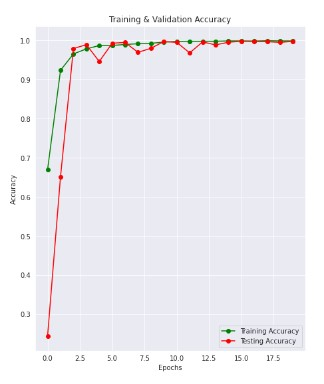 Training & Validation Accuracy
1.0
0.9
0.8
0.7
0.6
0.5
0.4
0.3
Accuracy
Training Accuracy
Testing Accuracy
0.0 2.5 5.0 7.5 10.0 12.5 15.0 17.5
Epochs